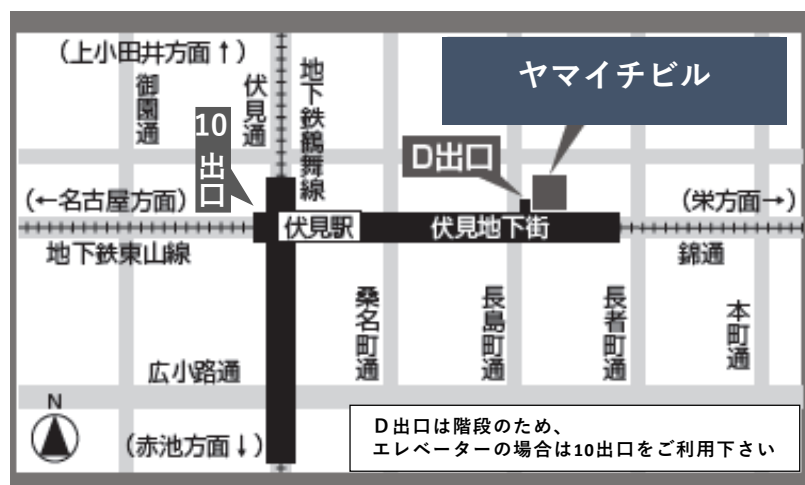 (上小田井方面↑)
御園通
伏見通
地下鉄鶴舞線
ヤマイチビル
10出口
D出口
(←名古屋方面)
(栄方面→)
伏見駅
伏見地下街
地下鉄東山線
錦通
桑名町通
長島町通
長者町通
本町通
広小路通
N
(赤池方面↓)
D出口は階段のため、
エレベーターの場合は10出口をご利用下さい